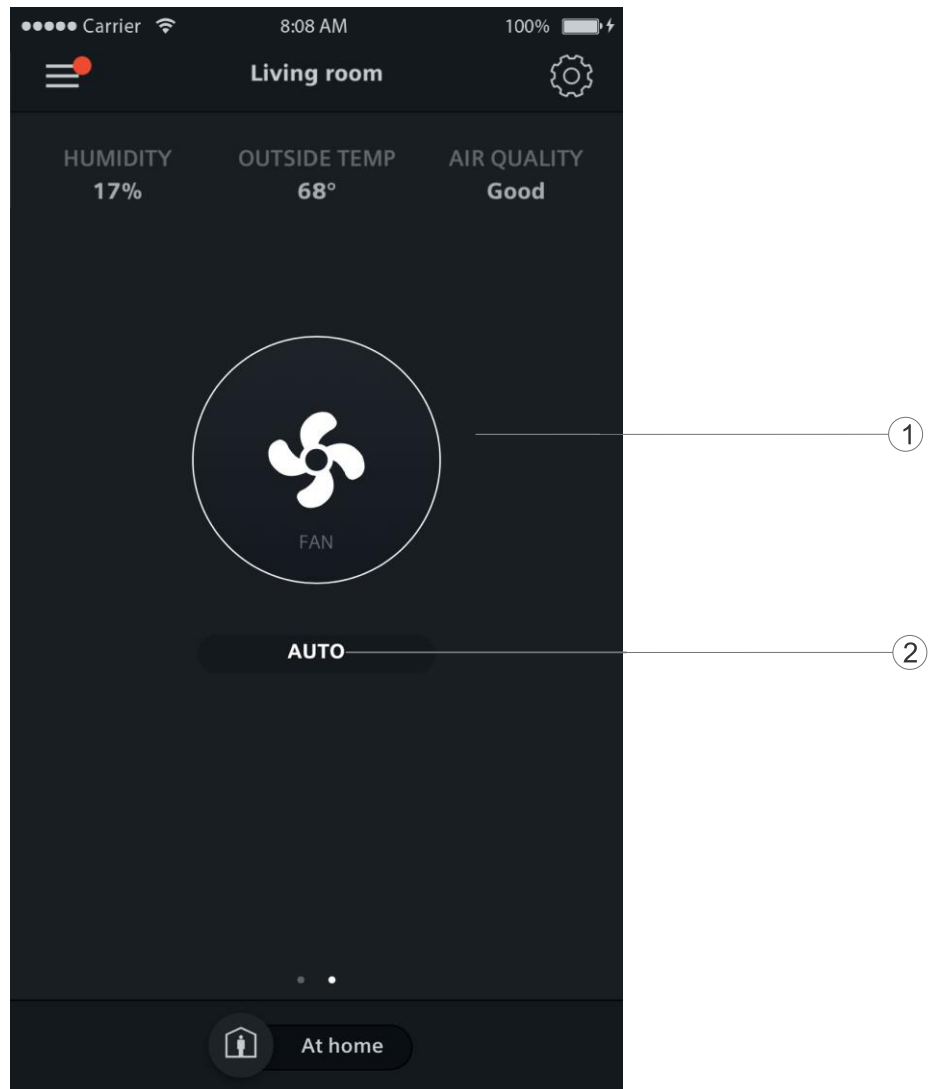 Carrier 8:08 AM 100%
Living room
HUMIDITY OUTSIDE TEMP AIR QUALITY
17% 68° Good
1
FAN
AUTO 2
At home